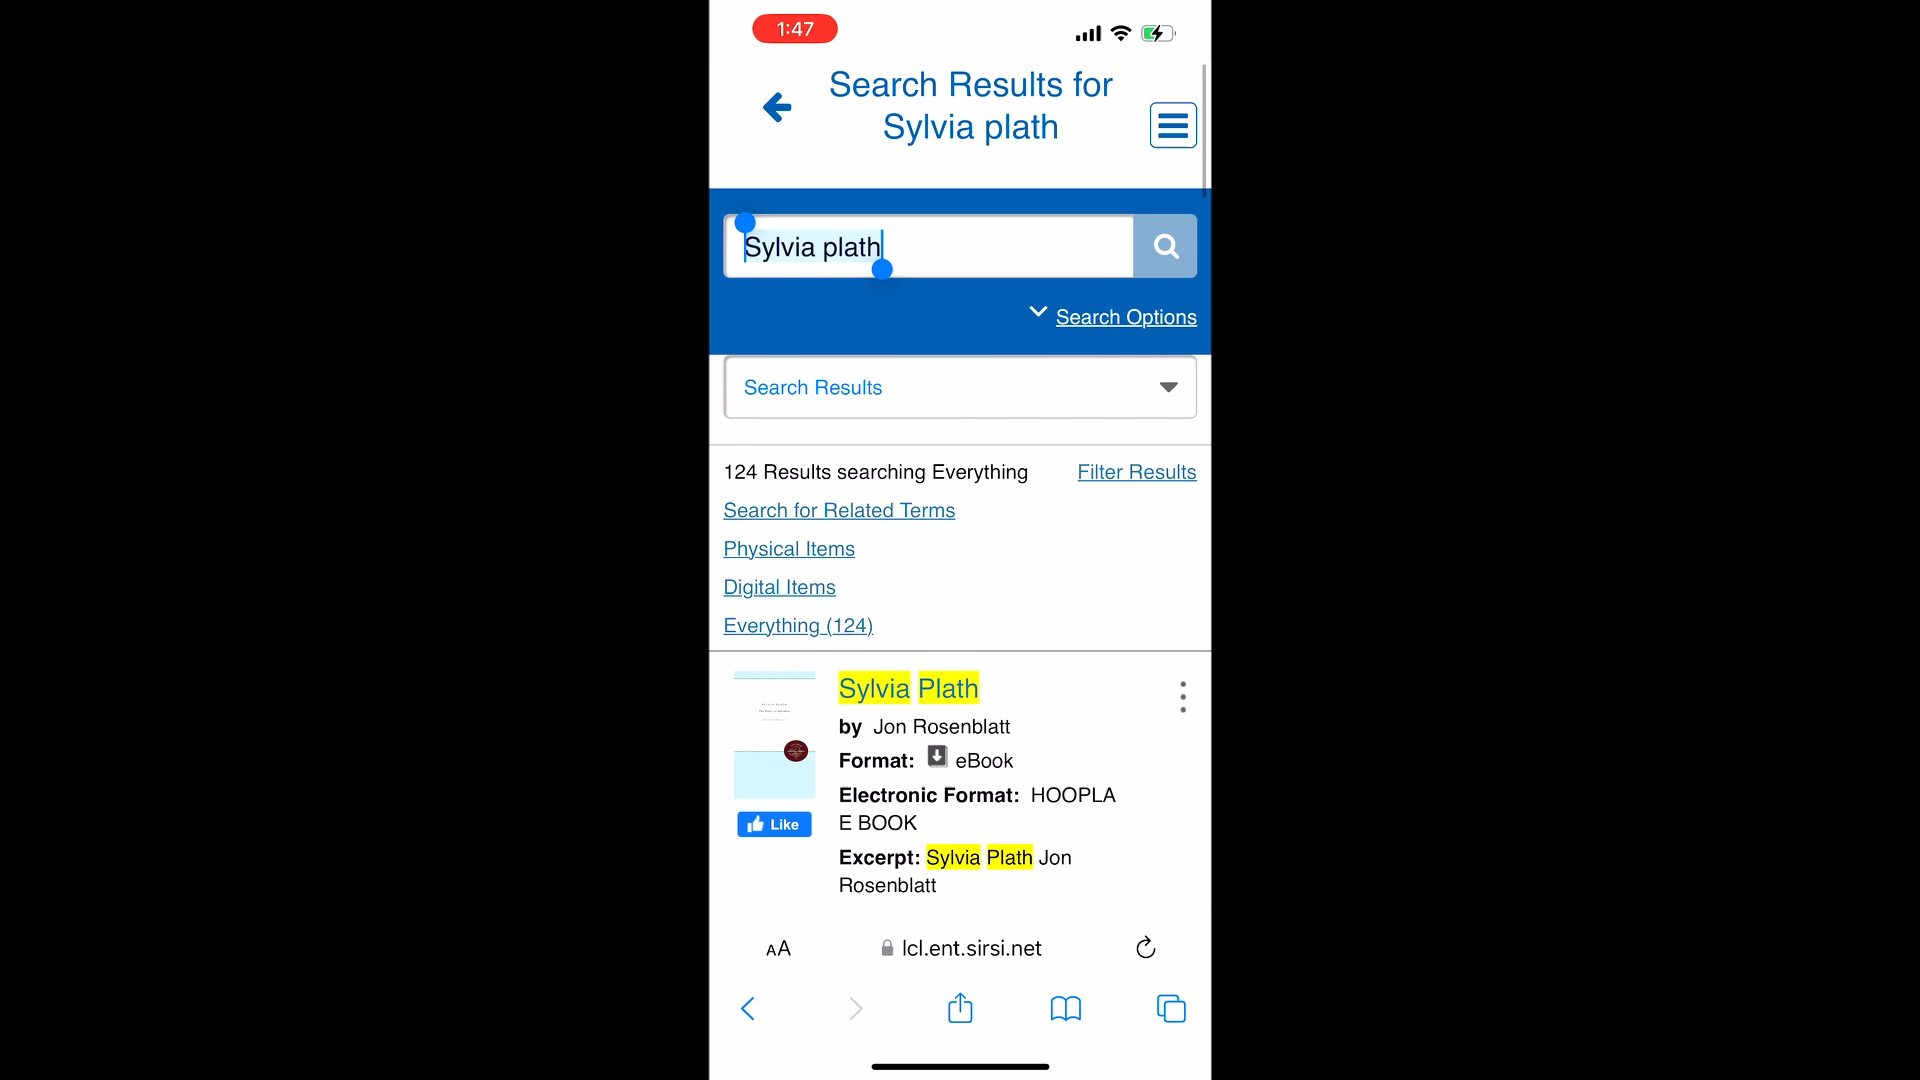 1:47
Search Results for
Sylvia plath
Sylvia plath
Search Options
Search Results
124 Results searching Everything Filter Results
Search for Related Terms
Physical Items
Digital Items
Everything (124)
Sylvia Plath
by Jon Rosenblatt
Format: eBook
Electronic Format: HOOPLA
E BOOK
Like
Excerpt: Sylvia Plath Jon
Rosenblatt
AA lcl.ent.sirsi.net